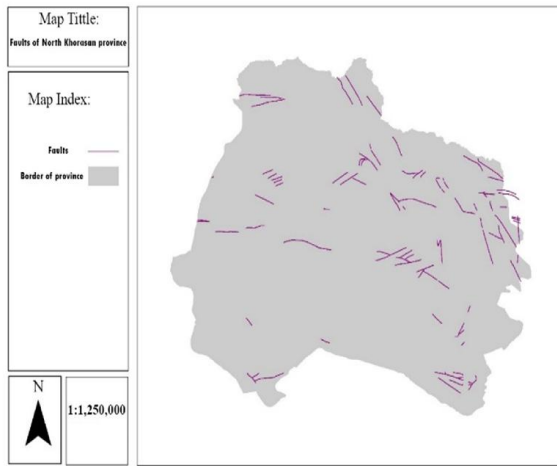 Map Tittle:
Faults of North Khorasan province
Map Index:
Faults
Border of province
N
1:1,250,000